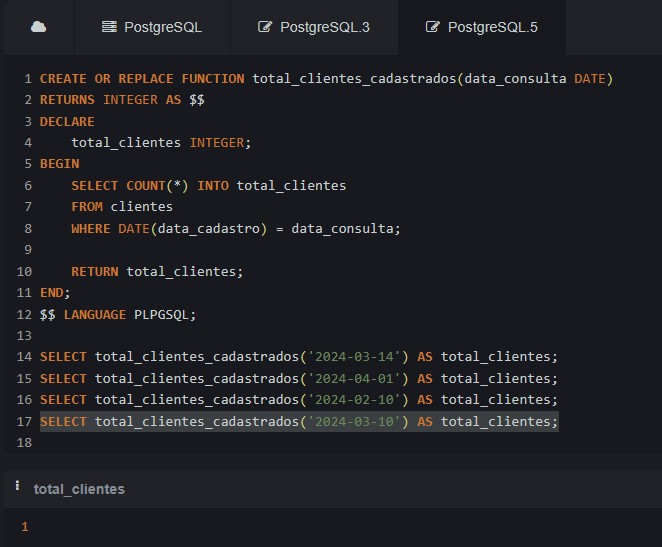 PostgreSQL PostgreSQL.3 PostgreSQL.5
1 CREATE OR REPLACE FUNCTION total_clientes_cadastrados(data_consulta DATE)
2 RETURNS INTEGER AS $$
3 DECLARE
4     total_clientes INTEGER;
5 BEGIN
6     SELECT COUNT(*) INTO total_clientes
7     FROM clientes
8     WHERE DATE(data_cadastro) = data_consulta;
9
10     RETURN total_clientes;
11 END;
12 $$ LANGUAGE PLPGSQL;
13
14 SELECT total_clientes_cadastrados('2024-03-14') AS total_clientes;
15 SELECT total_clientes_cadastrados('2024-04-01') AS total_clientes;
16 SELECT total_clientes_cadastrados('2024-02-10') AS total_clientes;
17 SELECT total_clientes_cadastrados('2024-03-10') AS total_clientes;
18
total_clientes
1